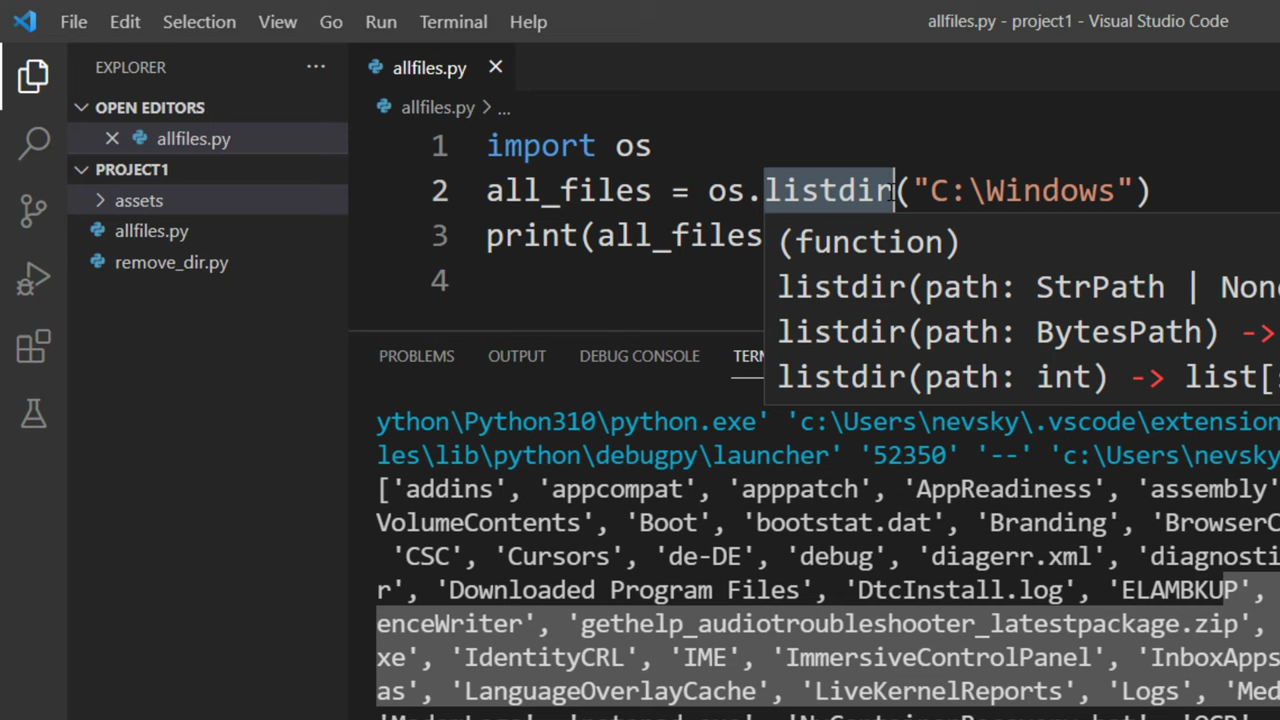 File Edit Selection View Go Run Terminal Help allfiles.py - project1 - Visual Studio Code
EXPLORER ...
OPEN EDITORS
allfiles.py
PROJECT1
assets
allfiles.py
remove_dir.py
allfiles.py
allfiles.py > ...
1 import os
2 all_files = os.listdir("C:\Windows")
3 print(all_files
4
(function)
listdir(path: StrPath | None
listdir(path: BytesPath) ->
listdir(path: int) -> list[
PROBLEMS OUTPUT DEBUG CONSOLE TERM
ython\Python310\python.exe' 'c:\Users\nevsky\.vscode\extension
les\lib\python\debugpy\launcher' '52350' '--' 'c:\Users\nevsky
['addins', 'appcompat', 'apppatch', 'AppReadiness', 'assembly'
VolumeContents', 'Boot', 'bootstat.dat', 'Branding', 'BrowserC
'CSC', 'Cursors', 'de-DE', 'debug', 'diagerr.xml', 'diagnosti
r', 'Downloaded Program Files', 'DtcInstall.log', 'ELAMBKUP',
enceWriter', 'gethelp_audiotroubleshooter_latestpackage.zip',
xe', 'IdentityCRL', 'IME', 'ImmersiveControlPanel', 'InboxApps
as', 'LanguageOverlayCache', 'LiveKernelReports', 'Logs', 'Med